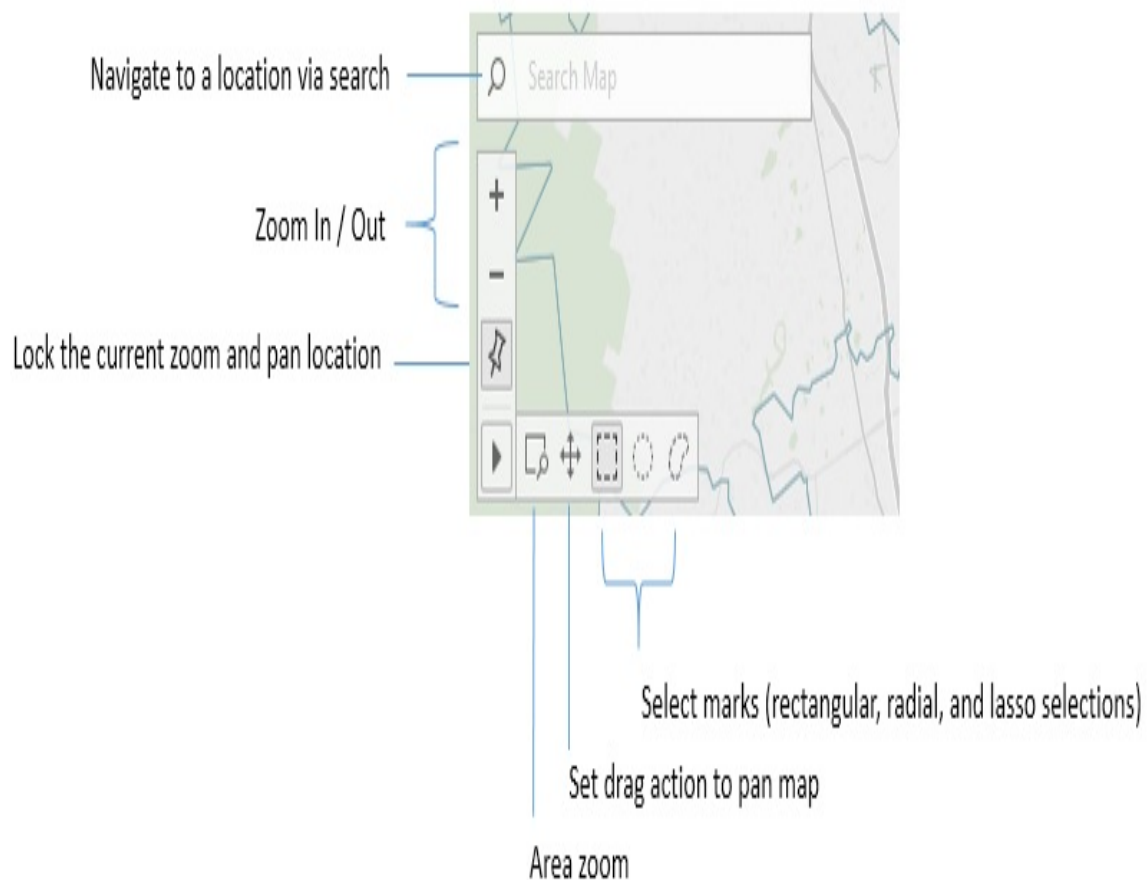 Navigate to a location via search
Search Map
Zoom In / Out
Lock the current zoom and pan location
Select marks (rectangular, radial, and lasso selections)
Set drag action to pan map
Area zoom